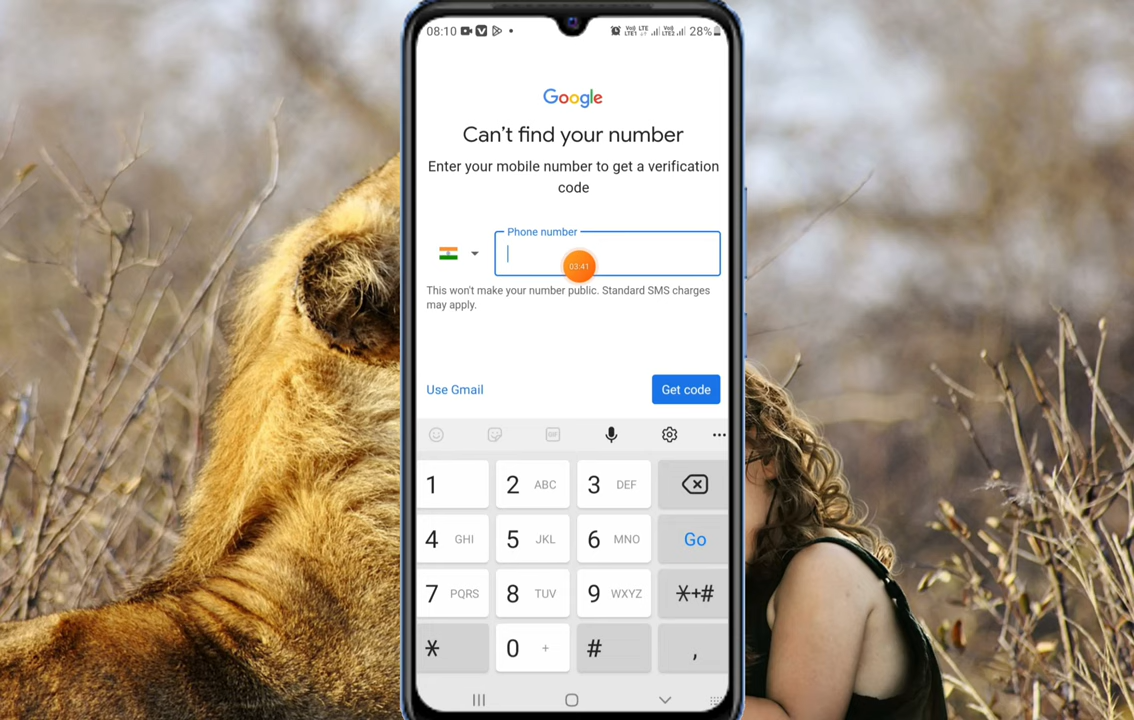 08:10 28%
Google
Can't find your number
Enter your mobile number to get a verification
code
Phone number
03:41
This won't make your number public. Standard SMS charges
may apply.
Use Gmail Get code
GIF
1 2 ABC 3 DEF
4 GHI 5 JKL 6 MNO Go
7 PQRS 8 TUV 9 WXYZ *+#
* 0 + # ,